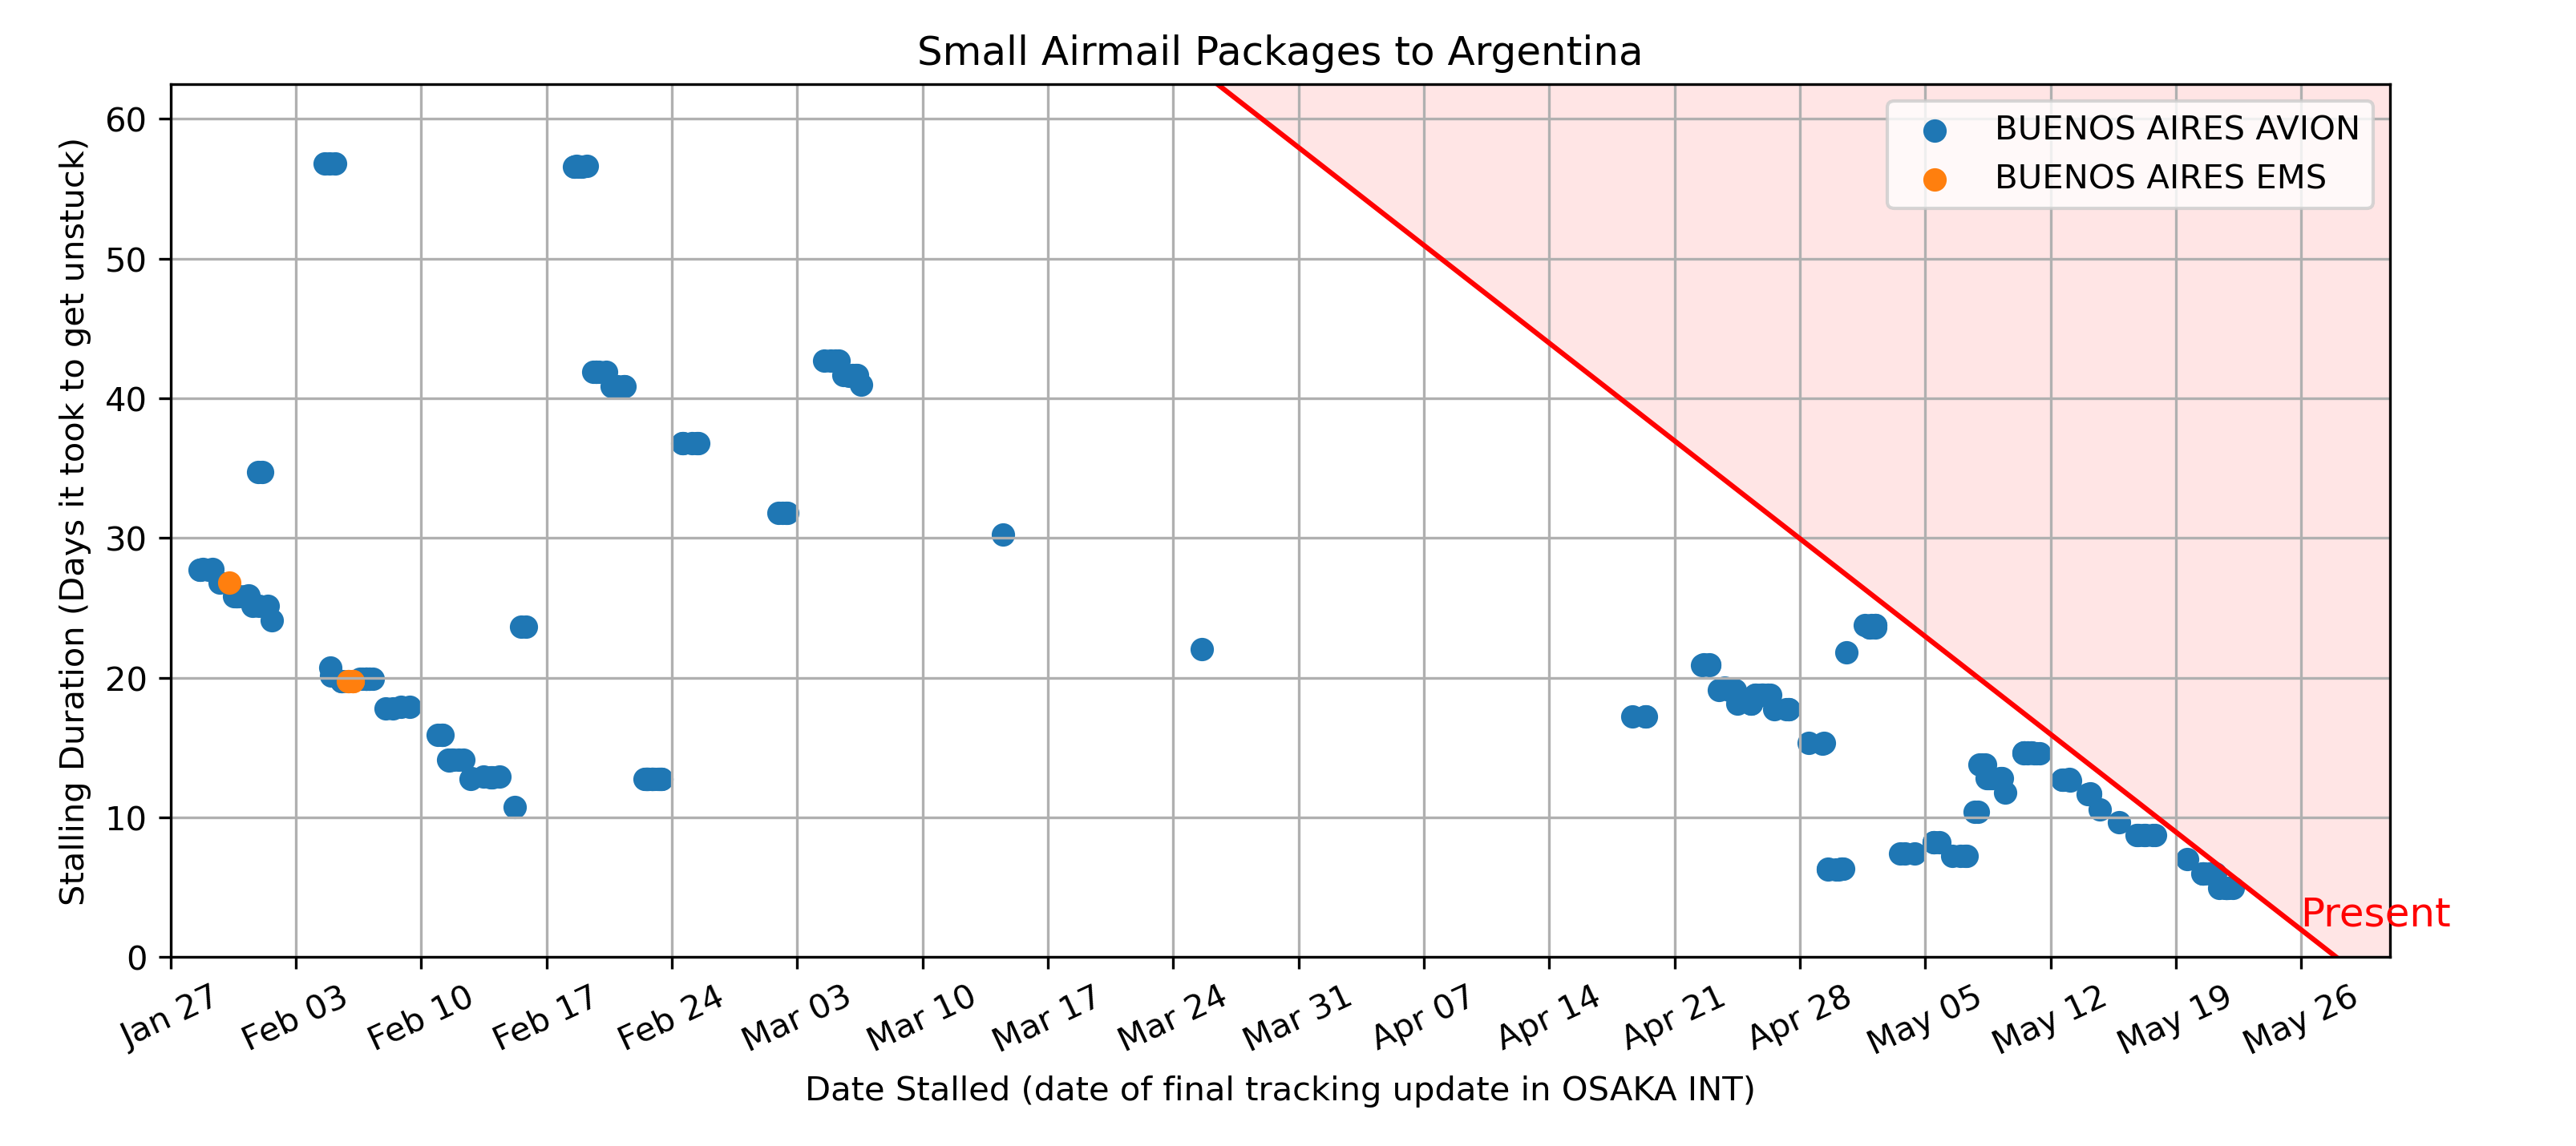 Small Airmail Packages to Argentina
BUENOS AIRES AVION
BUENOS AIRES EMS
Stalling Duration (Days it took to get unstuck)
60
50
40
30
20
10
0
Present
Jan 27
Feb 03
Feb 10
Feb 17
Feb 24
Mar 03
Mar 10
Mar 17
Mar 24
Mar 31
Apr 07
Apr 14
Apr 21
Apr 28
May 05
May 12
May 19
May 26
Date Stalled (date of final tracking update in OSAKA INT)